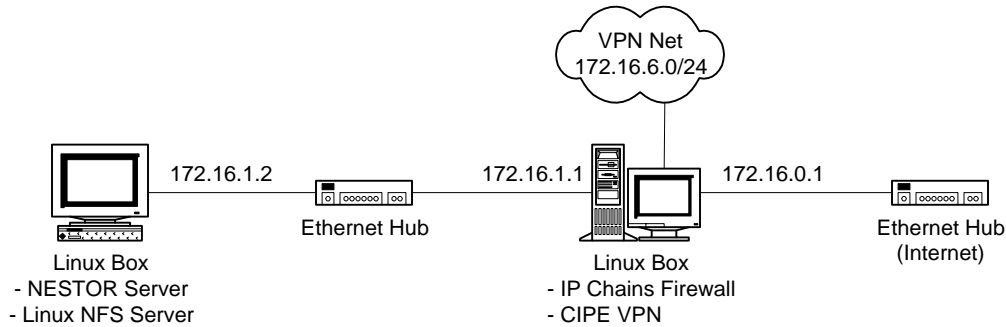 VPN Net
172.16.6.0/24
172.16.1.2
172.16.1.1
172.16.0.1
Ethernet Hub
Ethernet Hub
(Internet)
Linux Box
- NESTOR Server
- Linux NFS Server
Linux Box
- IP Chains Firewall
- CIPE VPN